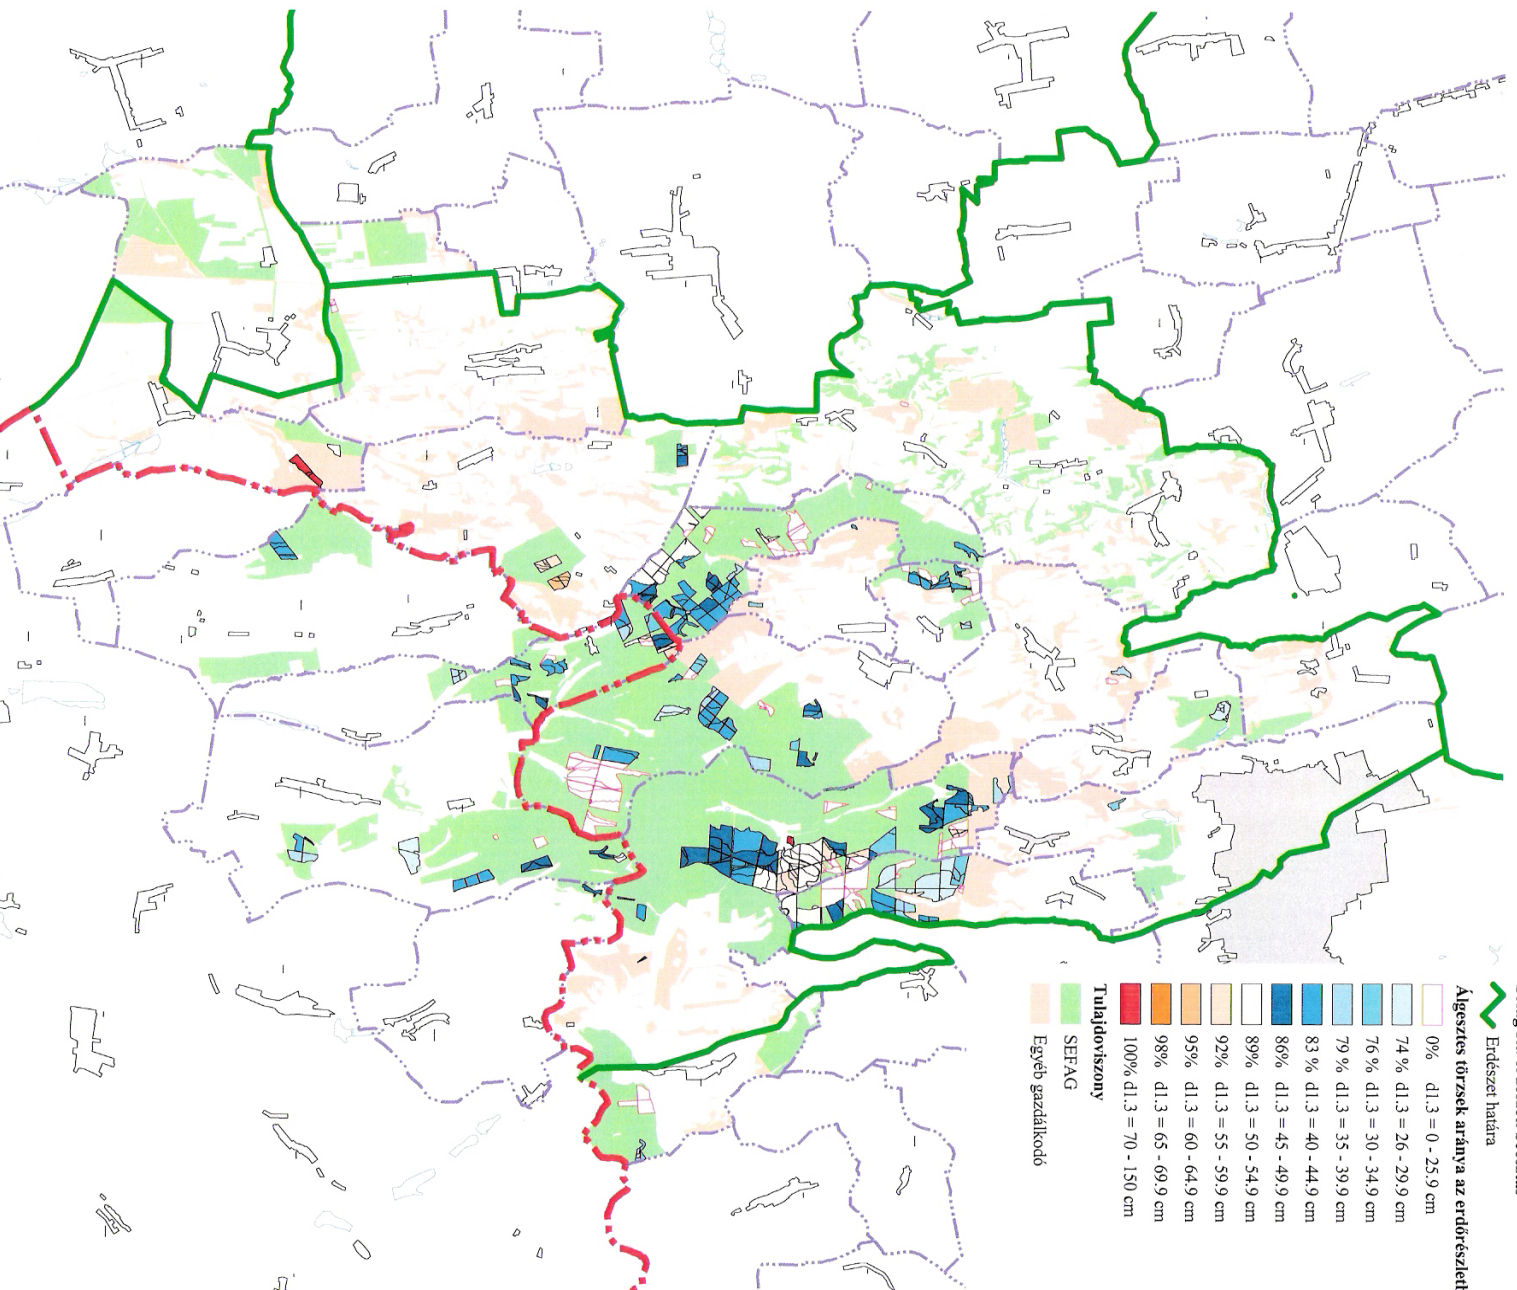 Erdészet határa
Álgesztes törzsek aránya az
0% d1.3 = 0 - 25.9 cm
74 % d1.3 = 26 - 29.9 cm
76 % d1.3 = 30 - 34.9 cm
79 % d1.3 = 35 - 39.9 cm
83 % d1.3 = 40 - 44.9 cm
86% d1.3 = 45 - 49.9 cm
89% d1.3 = 50 - 54.9 cm
92% d1.3 = 55 - 59.9 cm
95% d1.3 = 60 - 64.9 cm
98% d1.3 = 65 - 69.9 cm
100% d1.3 = 70 - 150 cm
Tulajdoviszony
SEFAG
Egyéb gazdálkodó